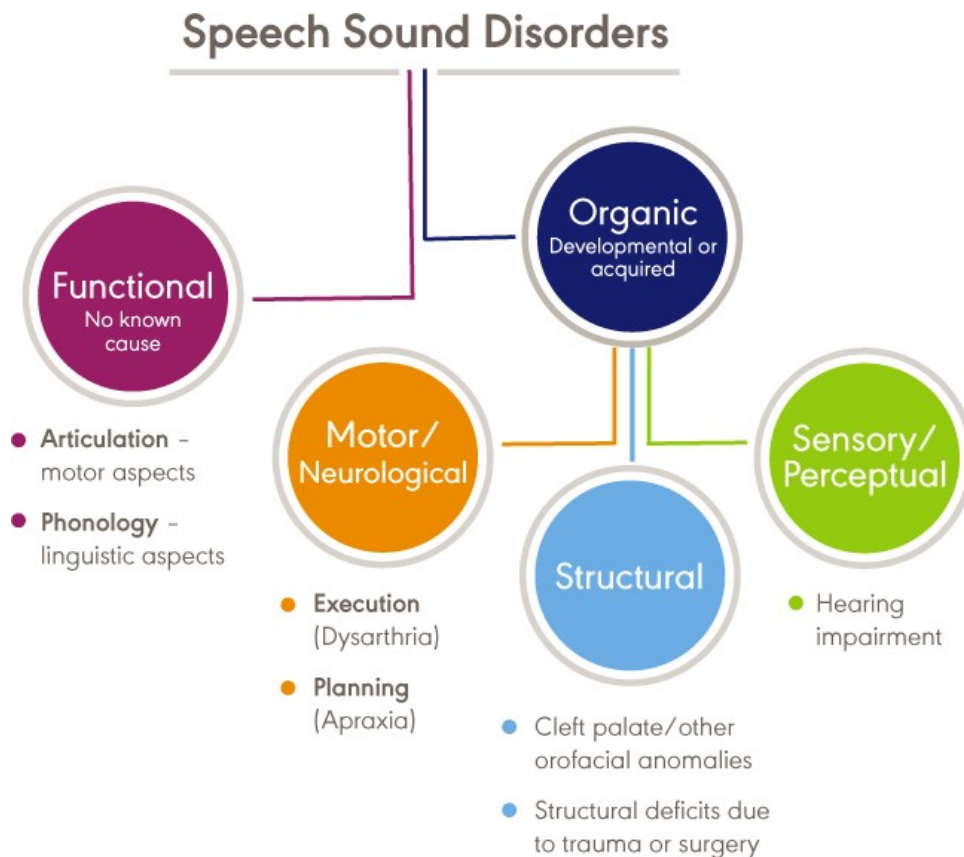 Speech Sound Disorders
Organic
Developmental or
acquired
Functional
No known
cause
Articulation –
motor aspects
Phonology –
linguistic aspects
Motor/
Neurological
Execution
(Dysarthria)
Planning
(Apraxia)
Structural
Cleft palate/other
orofacial anomalies
Structural deficits due
to trauma or surgery
Sensory/
Perceptual
Hearing
impairment